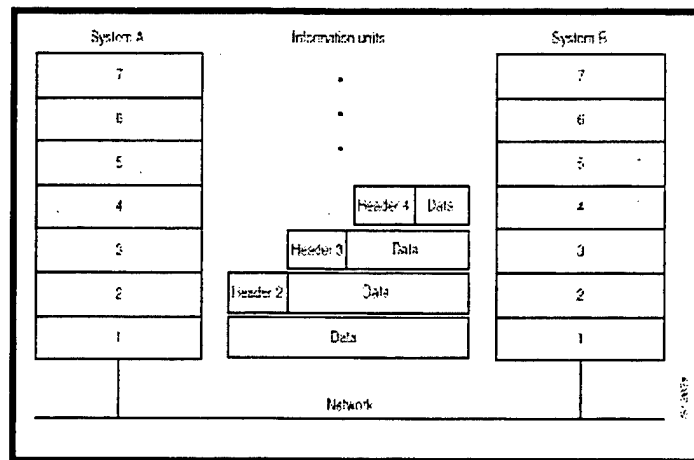 System A Information units System B
7 7
6 6
5 5
4 Header 4 Data 4
3 Header 3 Data 3
2 Header 2 Data 2
1 Data 1
Network